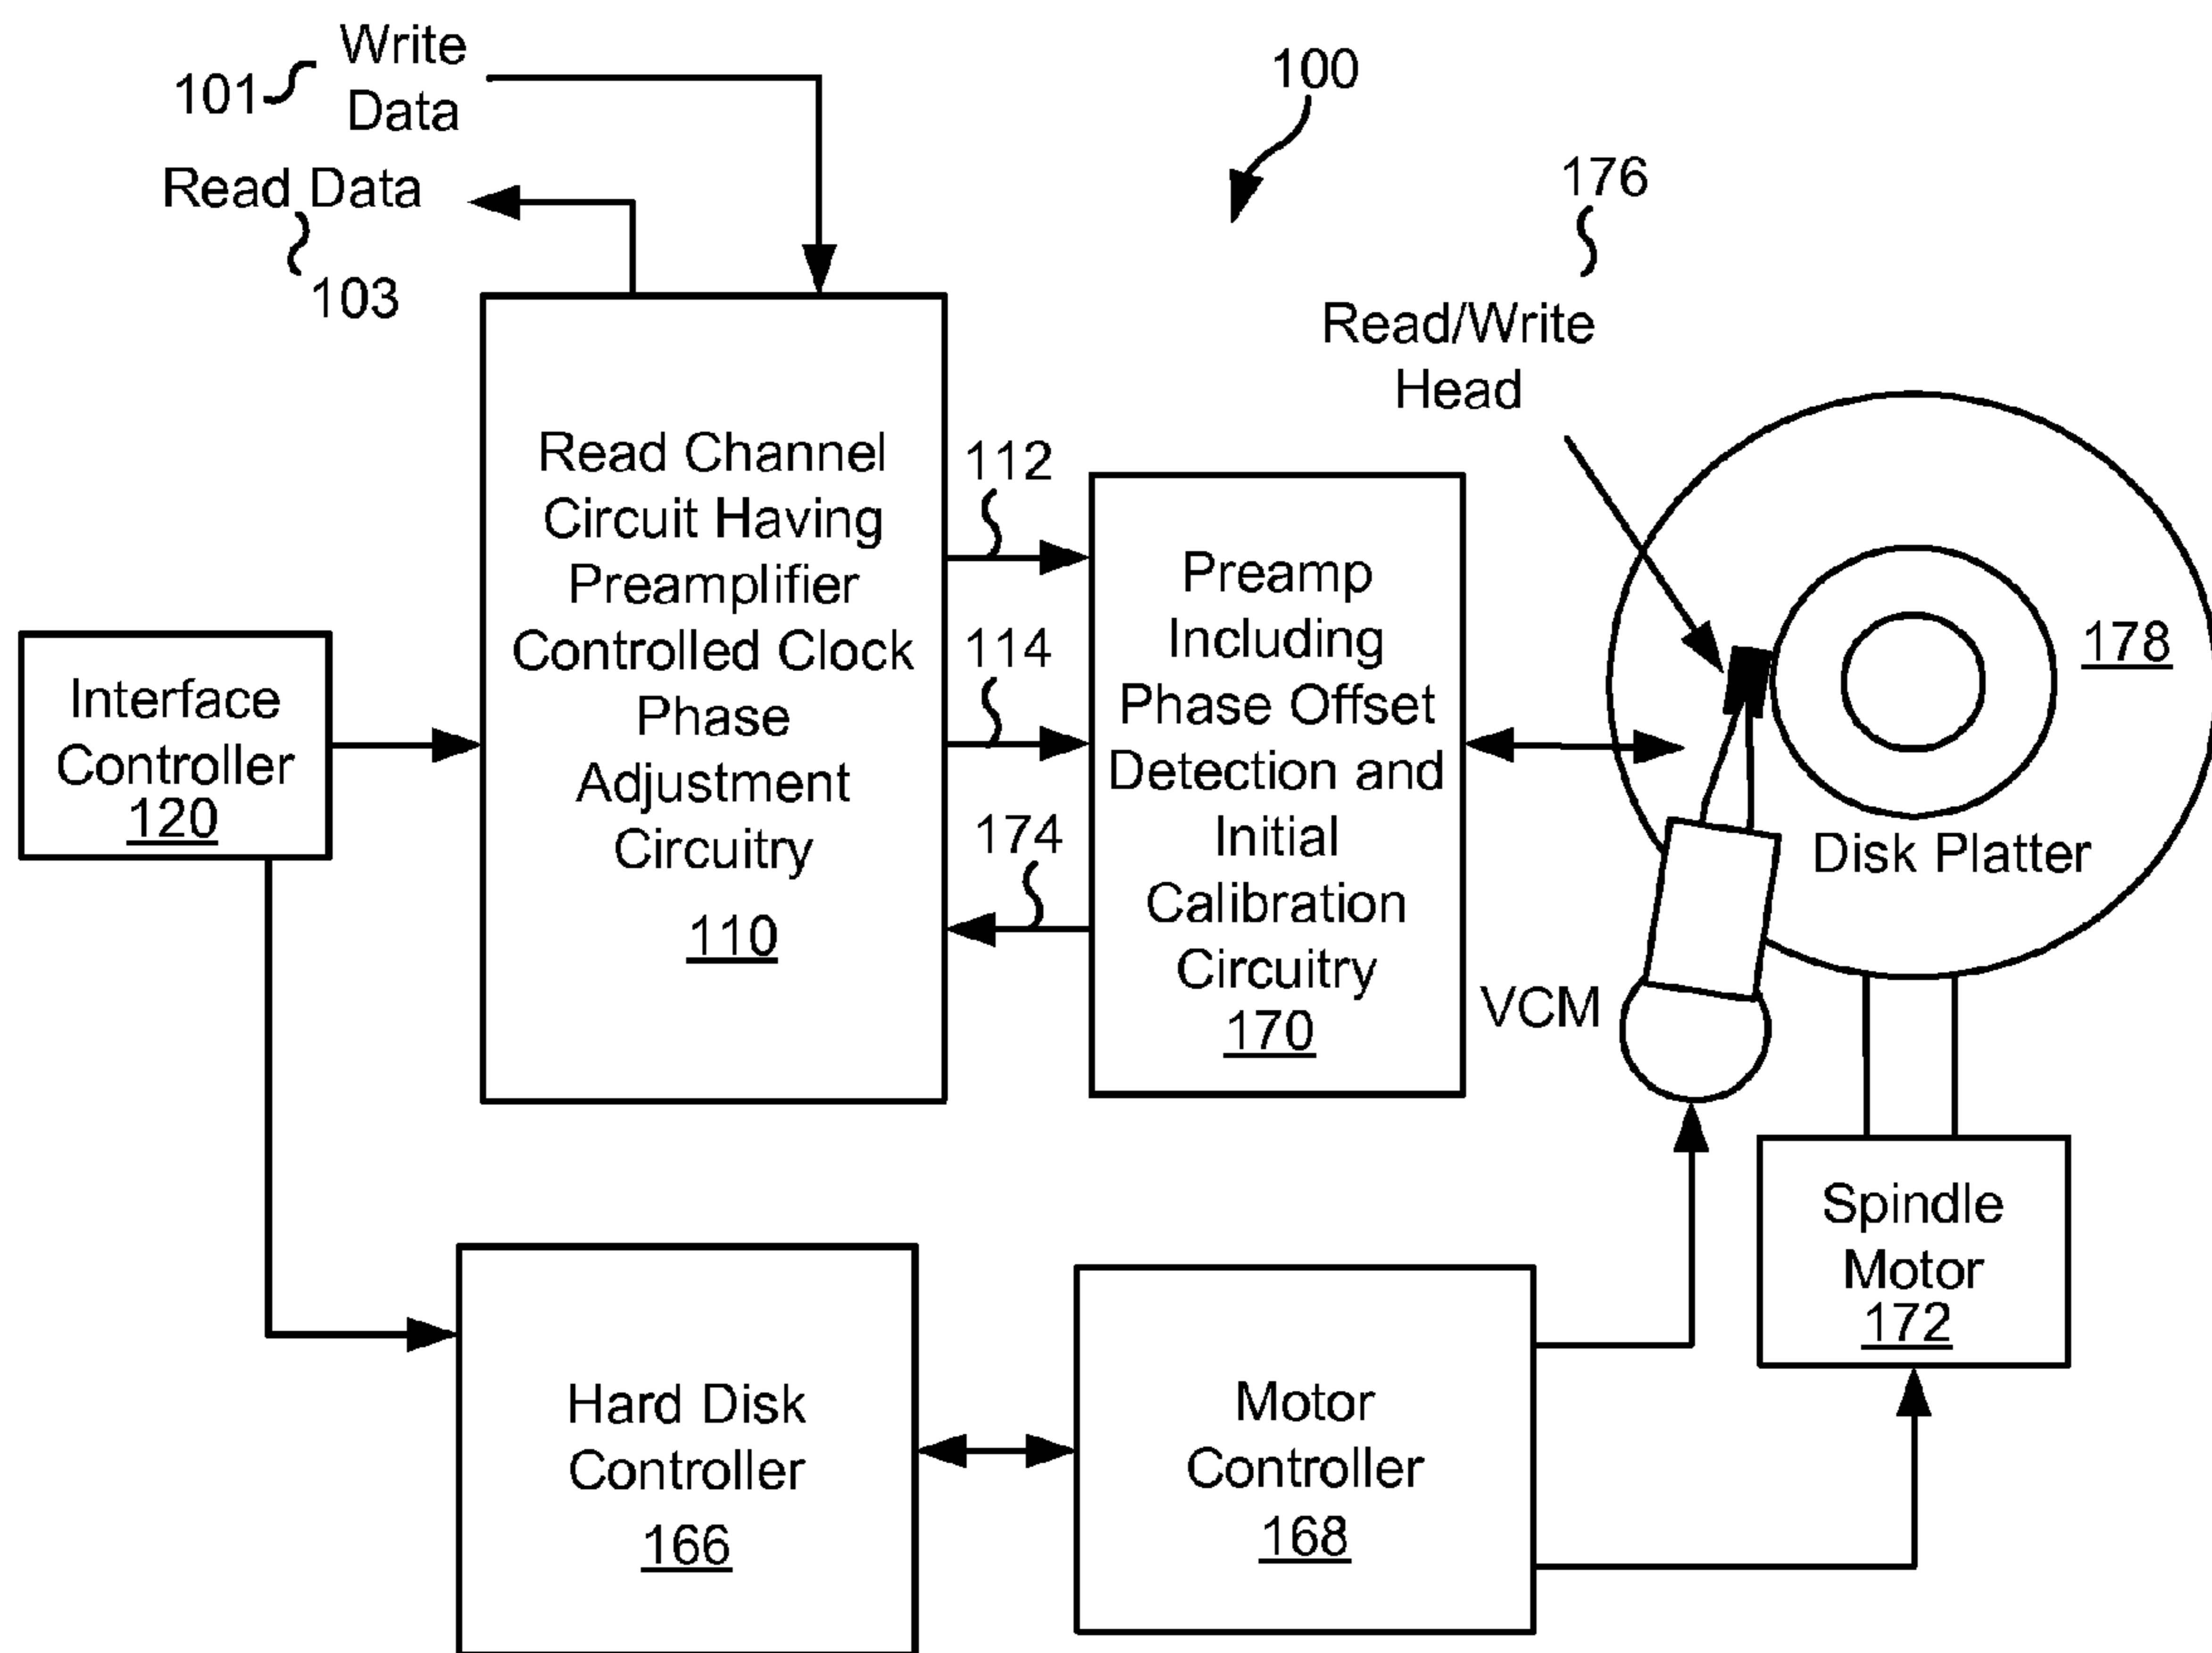 Write
Data
101
Read Data
103
100
176
Read/Write
Head
Read Channel
Circuit Having
Preamplifier
Controlled Clock
Phase
Adjustment
Circuitry
110
112
114
174
Preamp
Including
Phase Offset
Detection and
Initial
Calibration
Circuitry
170
178
Disk Platter
VCM
Interface
Controller
120
Spindle
Motor
172
Hard Disk
Controller
166
Motor
Controller
168